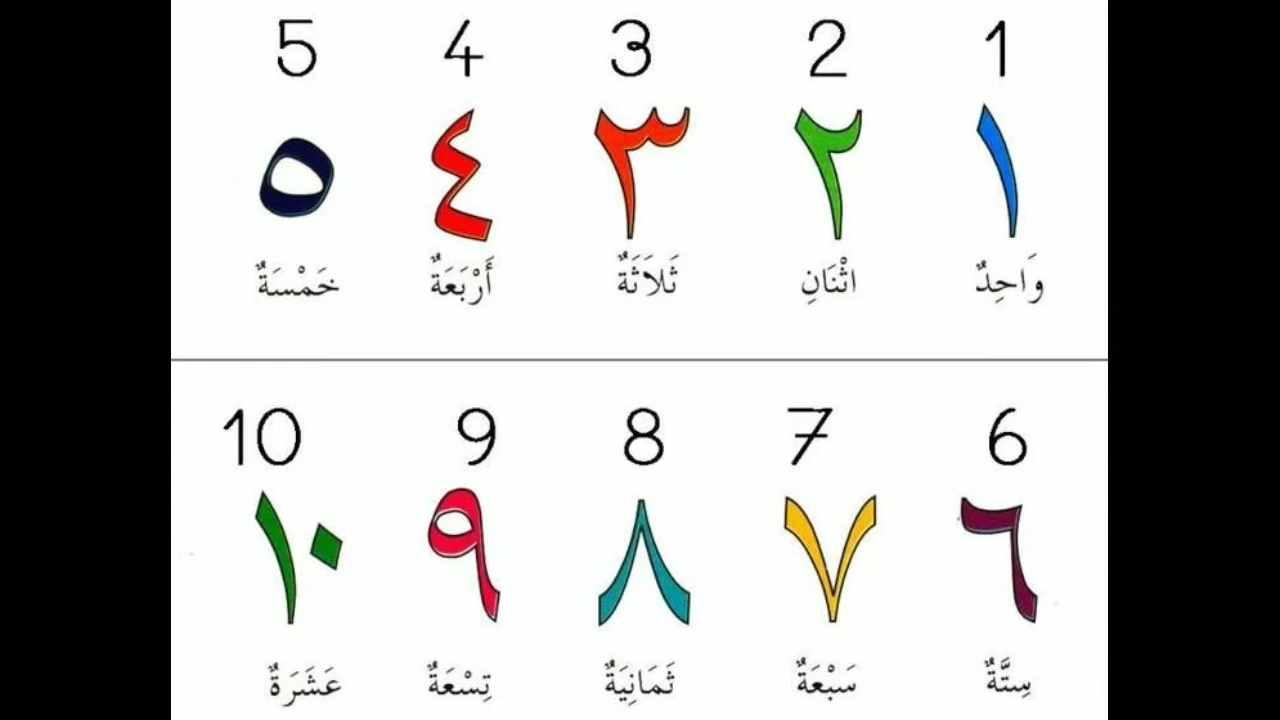 1 2 3 4 5
١ ٢ ٣ ٤ ٥
وَاحِدٌ اثْنَانِ ثَلاَثَةٌ أَرْبَعَةٌ خَمْسَةٌ
6 7 8 9 10
٦ ٧ ٨ ٩ ١٠
سِتَّةٌ سَبْعَةٌ ثَمَانِيَةٌ تِسْعَةٌ عَشَرَةٌ